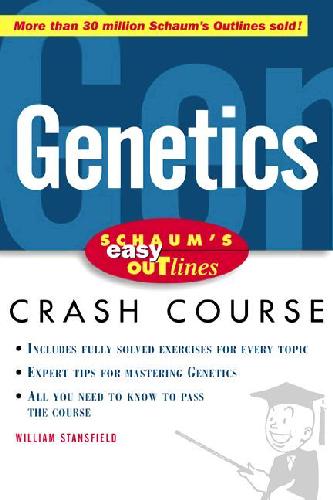 More than 30 million Schaum's Outlines sold!
Genetics
SCHAUM'S
easy
OUTlines
CRASH COURSE
• INCLUDES FULLY SOLVED EXERCISES FOR EVERY TOPIC
• EXPERT TIPS FOR MASTERING GENETICS
• ALL YOU NEED TO KNOW TO PASS
THE COURSE
WILLIAM STANSFIELD